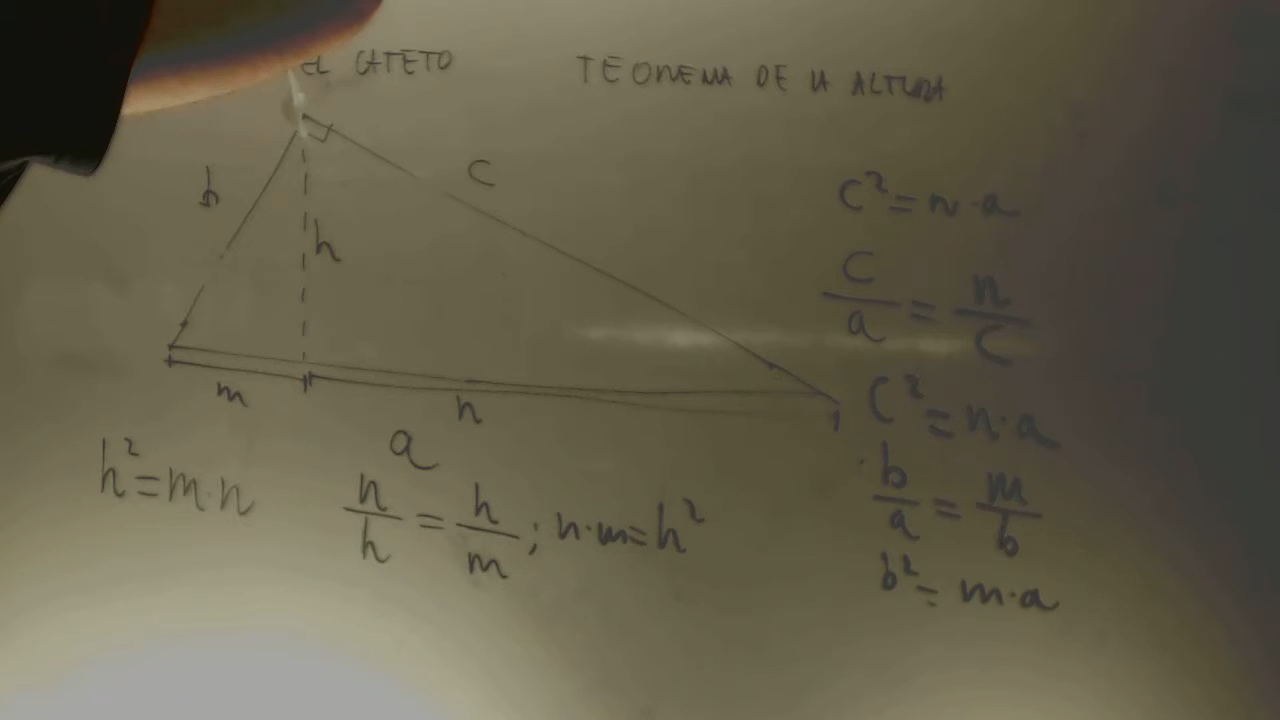 EL CATETO
TEOREMA DE LA ALTURA
b
c
h
m
n
a
h² = m·n
n/h = h/m ; n·m = h²
c² = n·a
c/a = n/c
c² = n·a
b/a = m/b
b² = m·a